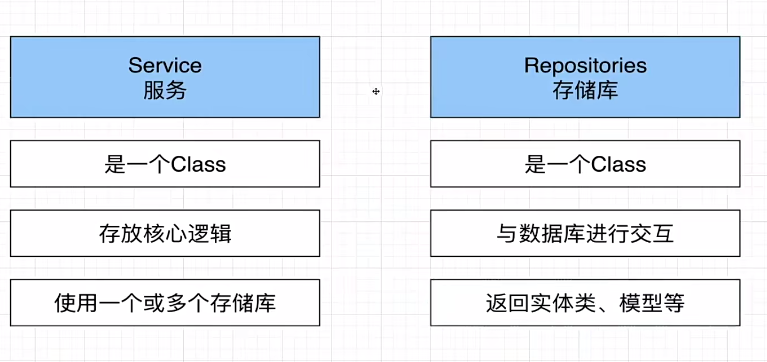 Service
服务
是一个Class
存放核心逻辑
使用一个或多个存储库
Repositories
存储库
是一个Class
与数据库进行交互
返回实体类、模型等